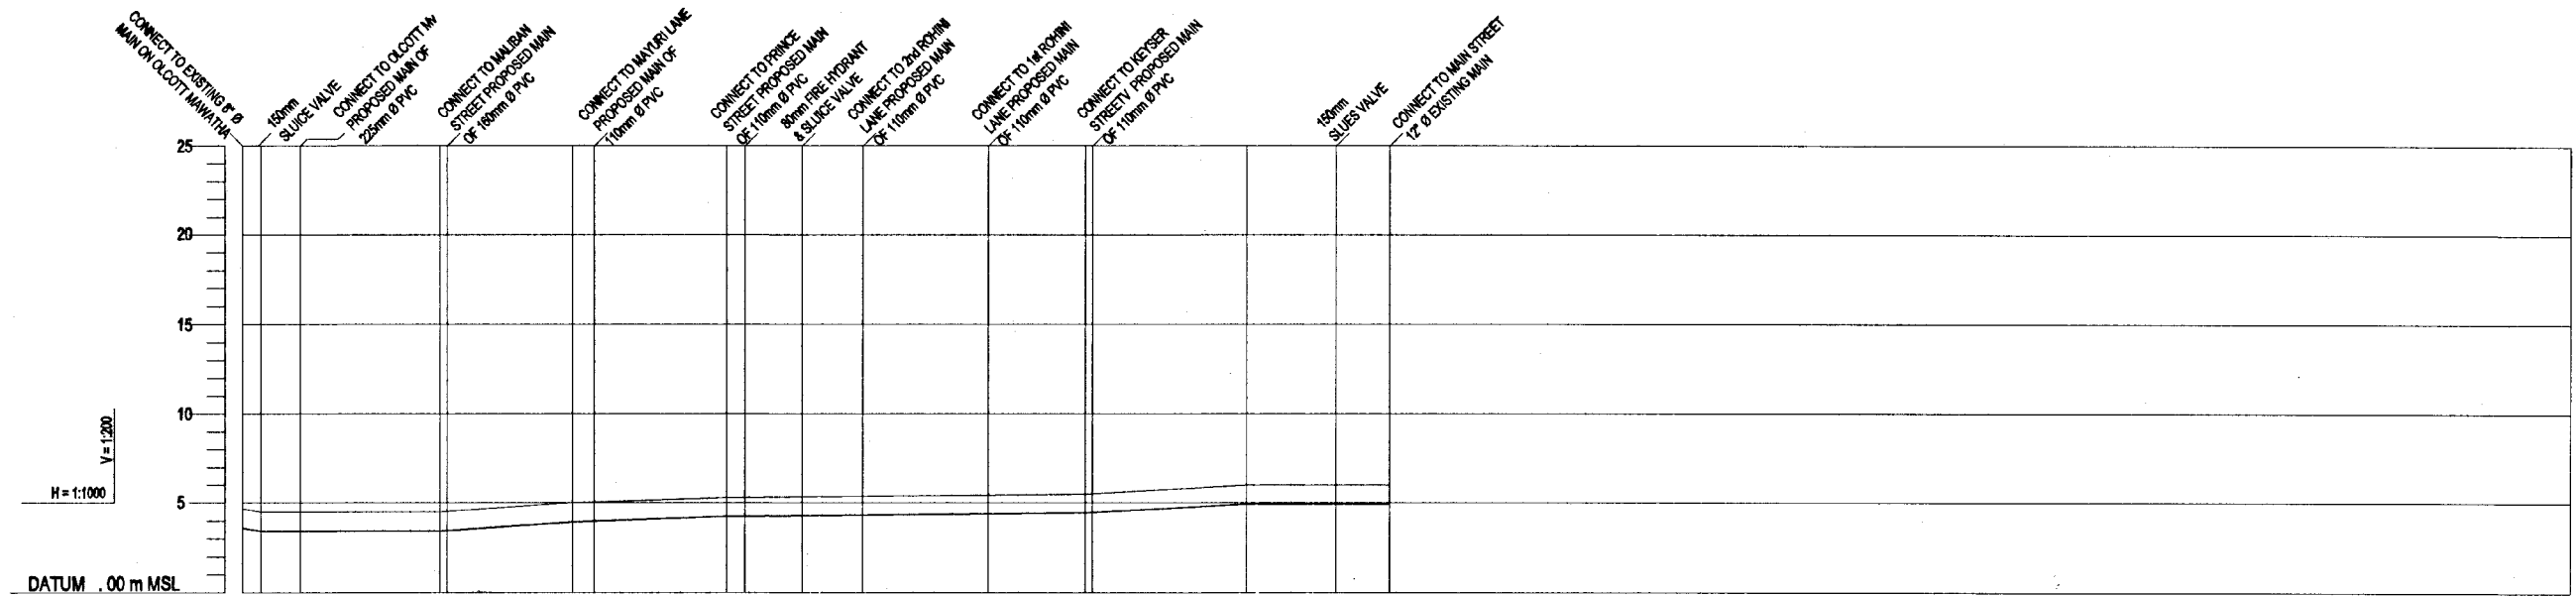 CONNECT TO EXISTING 8" Ø
MAIN ON OLCOTT MAWATHA
150mm
SLUICE VALVE
CONNECT TO OLCOTT Mv
PROPOSED MAIN OF
225mm Ø PVC
CONNECT TO MALIBAN
STREET PROPOSED MAIN
OF 160mm Ø PVC
CONNECT TO MAYURI LANE
PROPOSED MAIN OF
110mm Ø PVC
CONNECT TO PRINCE
STREET PROPOSED MAIN
OF 110mm Ø PVC
80mm FIRE HYDRANT
& SLUICE VALVE
CONNECT TO 2nd ROHINI
LANE PROPOSED MAIN
OF 110mm Ø PVC
CONNECT TO 1st ROHINI
LANE PROPOSED MAIN
OF 110mm Ø PVC
CONNECT TO KEYSER
STREETV PROPOSED MAIN
OF 110mm Ø PVC
150mm
SLUES VALVE
CONNECT TO MAIN STREET
12" Ø EXISTING MAIN
25
20
15
10
5
V = 1:200
H = 1:1000
DATUM .00 m MSL